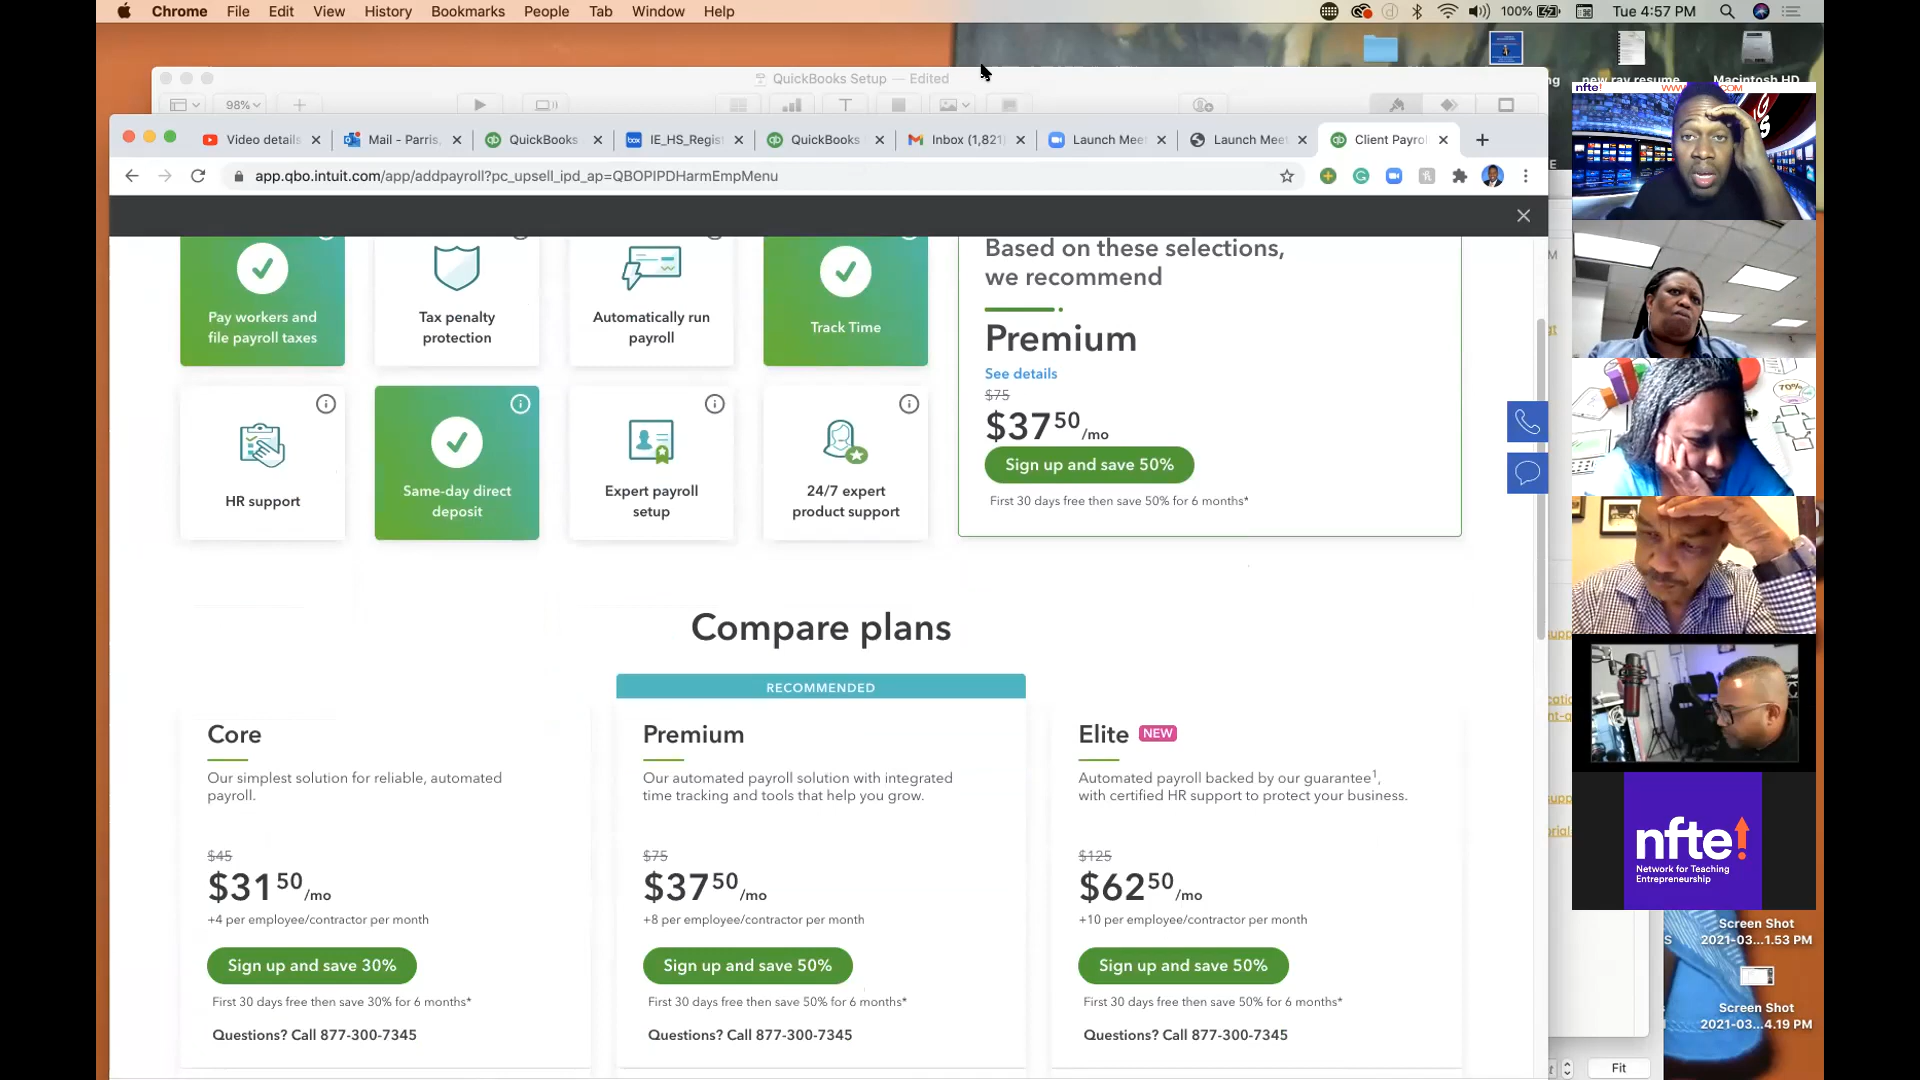 Chrome File Edit View History Bookmarks People Tab Window Help
100% Tue 4:57 PM
QuickBooks Setup — Edited
98%
new ray resume
Macintosh HD
nfte!
Video details
Mail - Parris,
QuickBooks
IE_HS_Regist
QuickBooks
Inbox (1,821)
Launch Meet
Launch Meet
Client Payrol
app.qbo.intuit.com/app/addpayroll?pc_upsell_ipd_ap=QBOPIPDHarmEmpMenu
Pay workers and
file payroll taxes
Tax penalty
protection
Automatically run
payroll
Track Time
HR support
Same-day direct
deposit
Expert payroll
setup
24/7 expert
product support
Based on these selections,
we recommend
Premium
See details
$75
$37 50 /mo
Sign up and save 50%
First 30 days free then save 50% for 6 months*
Compare plans
Core
Our simplest solution for reliable, automated
payroll.
$45
$31 50 /mo
+4 per employee/contractor per month
Sign up and save 30%
First 30 days free then save 30% for 6 months*
Questions? Call 877-300-7345
RECOMMENDED
Premium
Our automated payroll solution with integrated
time tracking and tools that help you grow.
$75
$37 50 /mo
+8 per employee/contractor per month
Sign up and save 50%
First 30 days free then save 50% for 6 months*
Questions? Call 877-300-7345
Elite NEW
Automated payroll backed by our guarantee¹,
with certified HR support to protect your business.
$125
$62 50 /mo
+10 per employee/contractor per month
Sign up and save 50%
First 30 days free then save 50% for 6 months*
Questions? Call 877-300-7345
70%
nfte!
Network for Teaching
Entrepreneurship
Screen Shot
2021-03...1.53 PM
Screen Shot
2021-03...4.19 PM
Fit